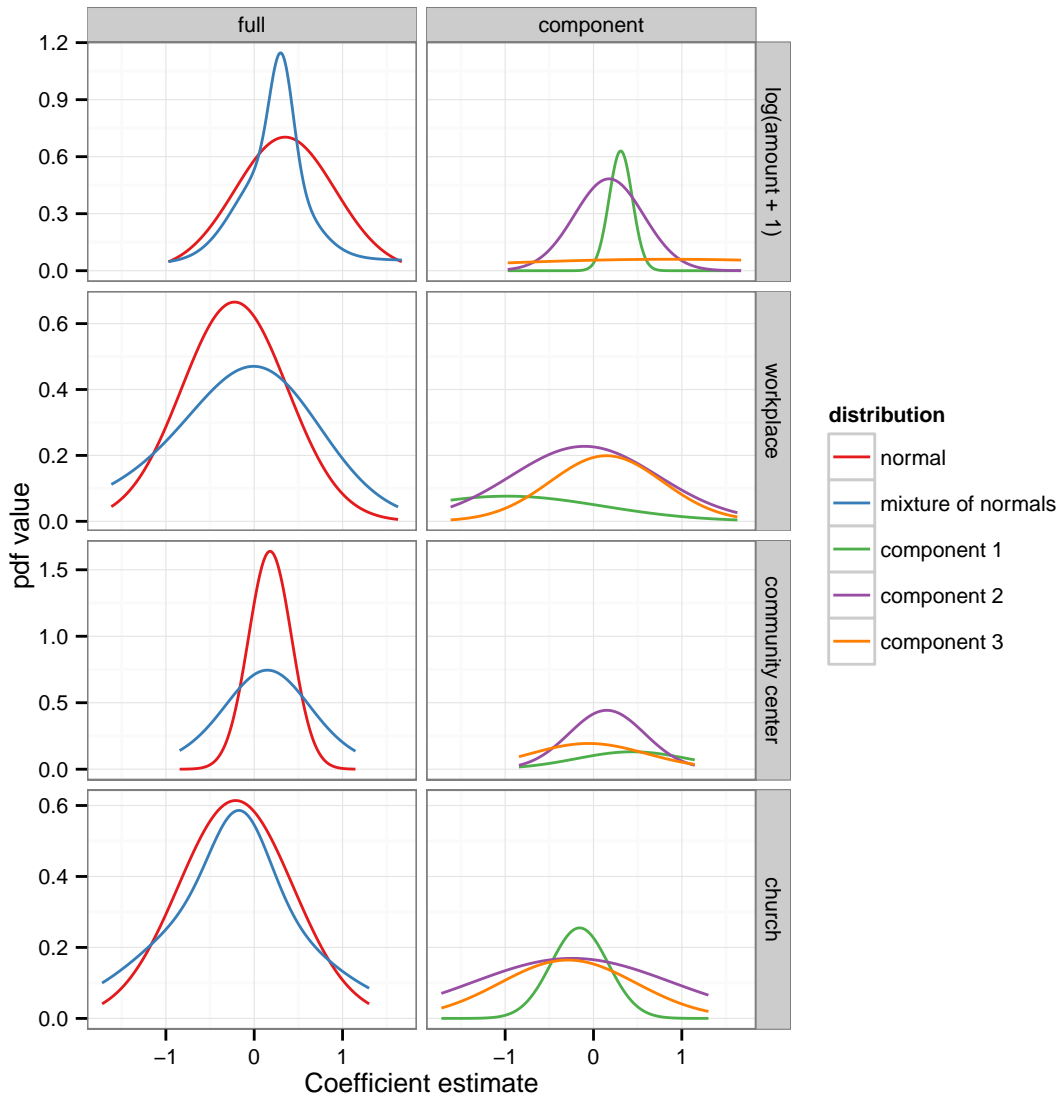 full
component
1.2
0.9
0.6
0.3
0.0
log(amount + 1)
0.6
0.4
0.2
0.0
workplace
pdf value
1.5
1.0
0.5
0.0
community center
0.6
0.4
0.2
0.0
church
−1
0
1
−1
0
1
Coefficient estimate
distribution
normal
mixture of normals
component 1
component 2
component 3